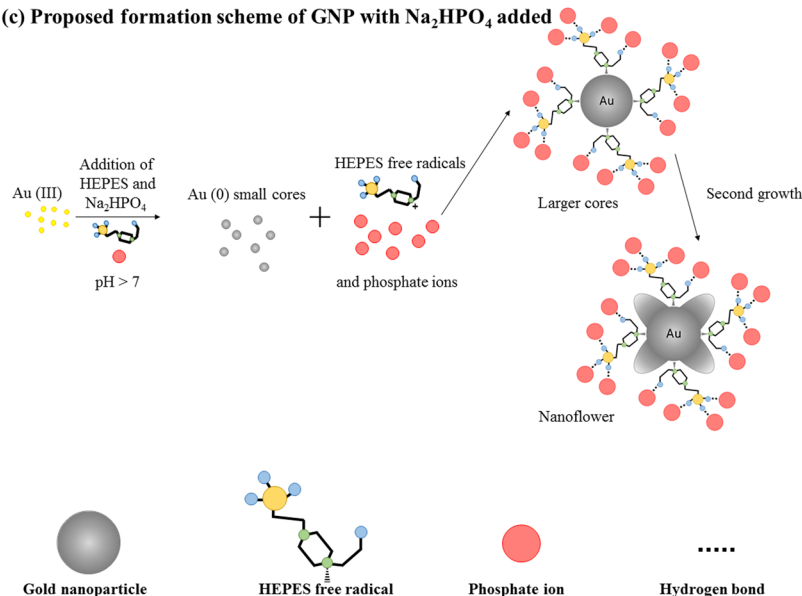 (c) Proposed formation scheme of GNP with Na₂HPO₄ added
Au
HEPES free radicals
Addition of
HEPES and
Na₂HPO₄
Au (III)
Au (0) small cores
+
+
Larger cores
Second growth
pH > 7
and phosphate ions
Au
Nanoflower
Gold nanoparticle
HEPES free radical
Phosphate ion
Hydrogen bond